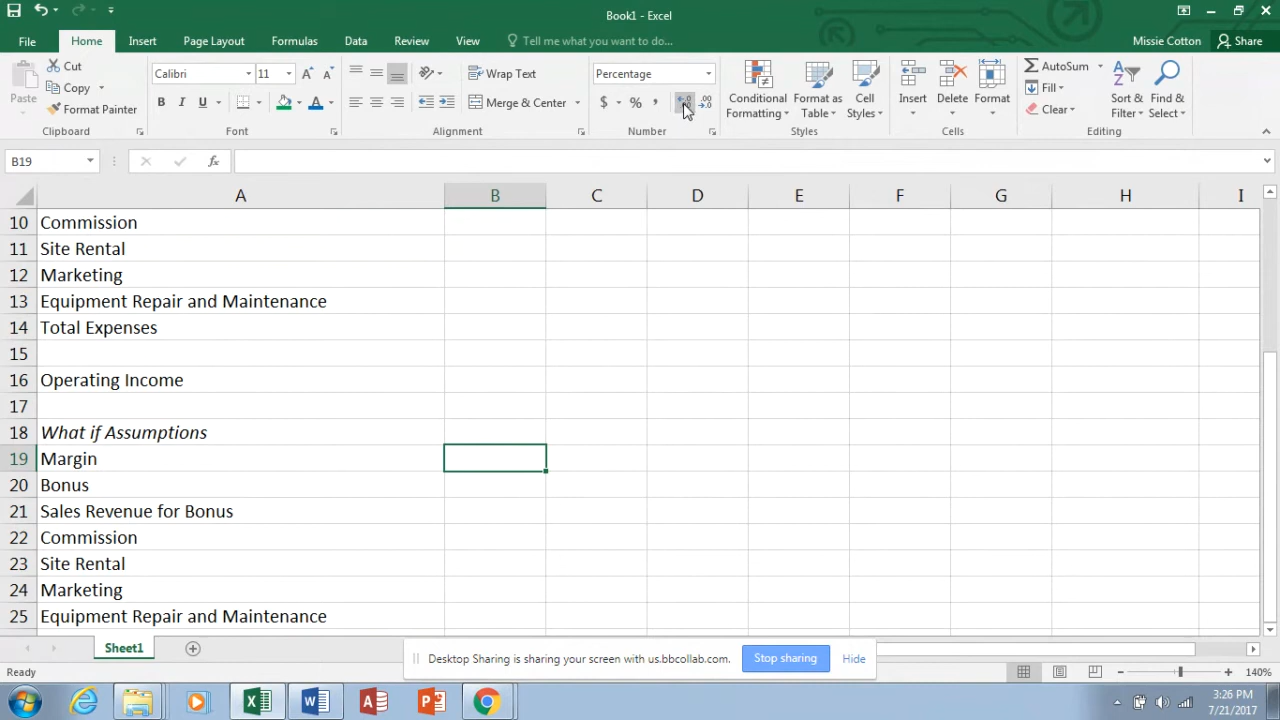 Book1 - Excel
File Home Insert Page Layout Formulas Data Review View Tell me what you want to do... Missie Cotton Share
Paste Cut Copy Format Painter Clipboard
Calibri 11 B I U A Font
Wrap Text Merge & Center Alignment
Percentage $ % , Number
Conditional Formatting Format as Table Cell Styles Styles
Insert Delete Format Cells
AutoSum Fill Clear Sort & Filter Find & Select Editing
B19 fx
A B C D E F G H I
10 Commission
11 Site Rental
12 Marketing
13 Equipment Repair and Maintenance
14 Total Expenses
15
16 Operating Income
17
18 What if Assumptions
19 Margin
20 Bonus
21 Sales Revenue for Bonus
22 Commission
23 Site Rental
24 Marketing
25 Equipment Repair and Maintenance
Sheet1
Desktop Sharing is sharing your screen with us.bbcollab.com. Stop sharing Hide
Ready 140%
3:26 PM
7/21/2017